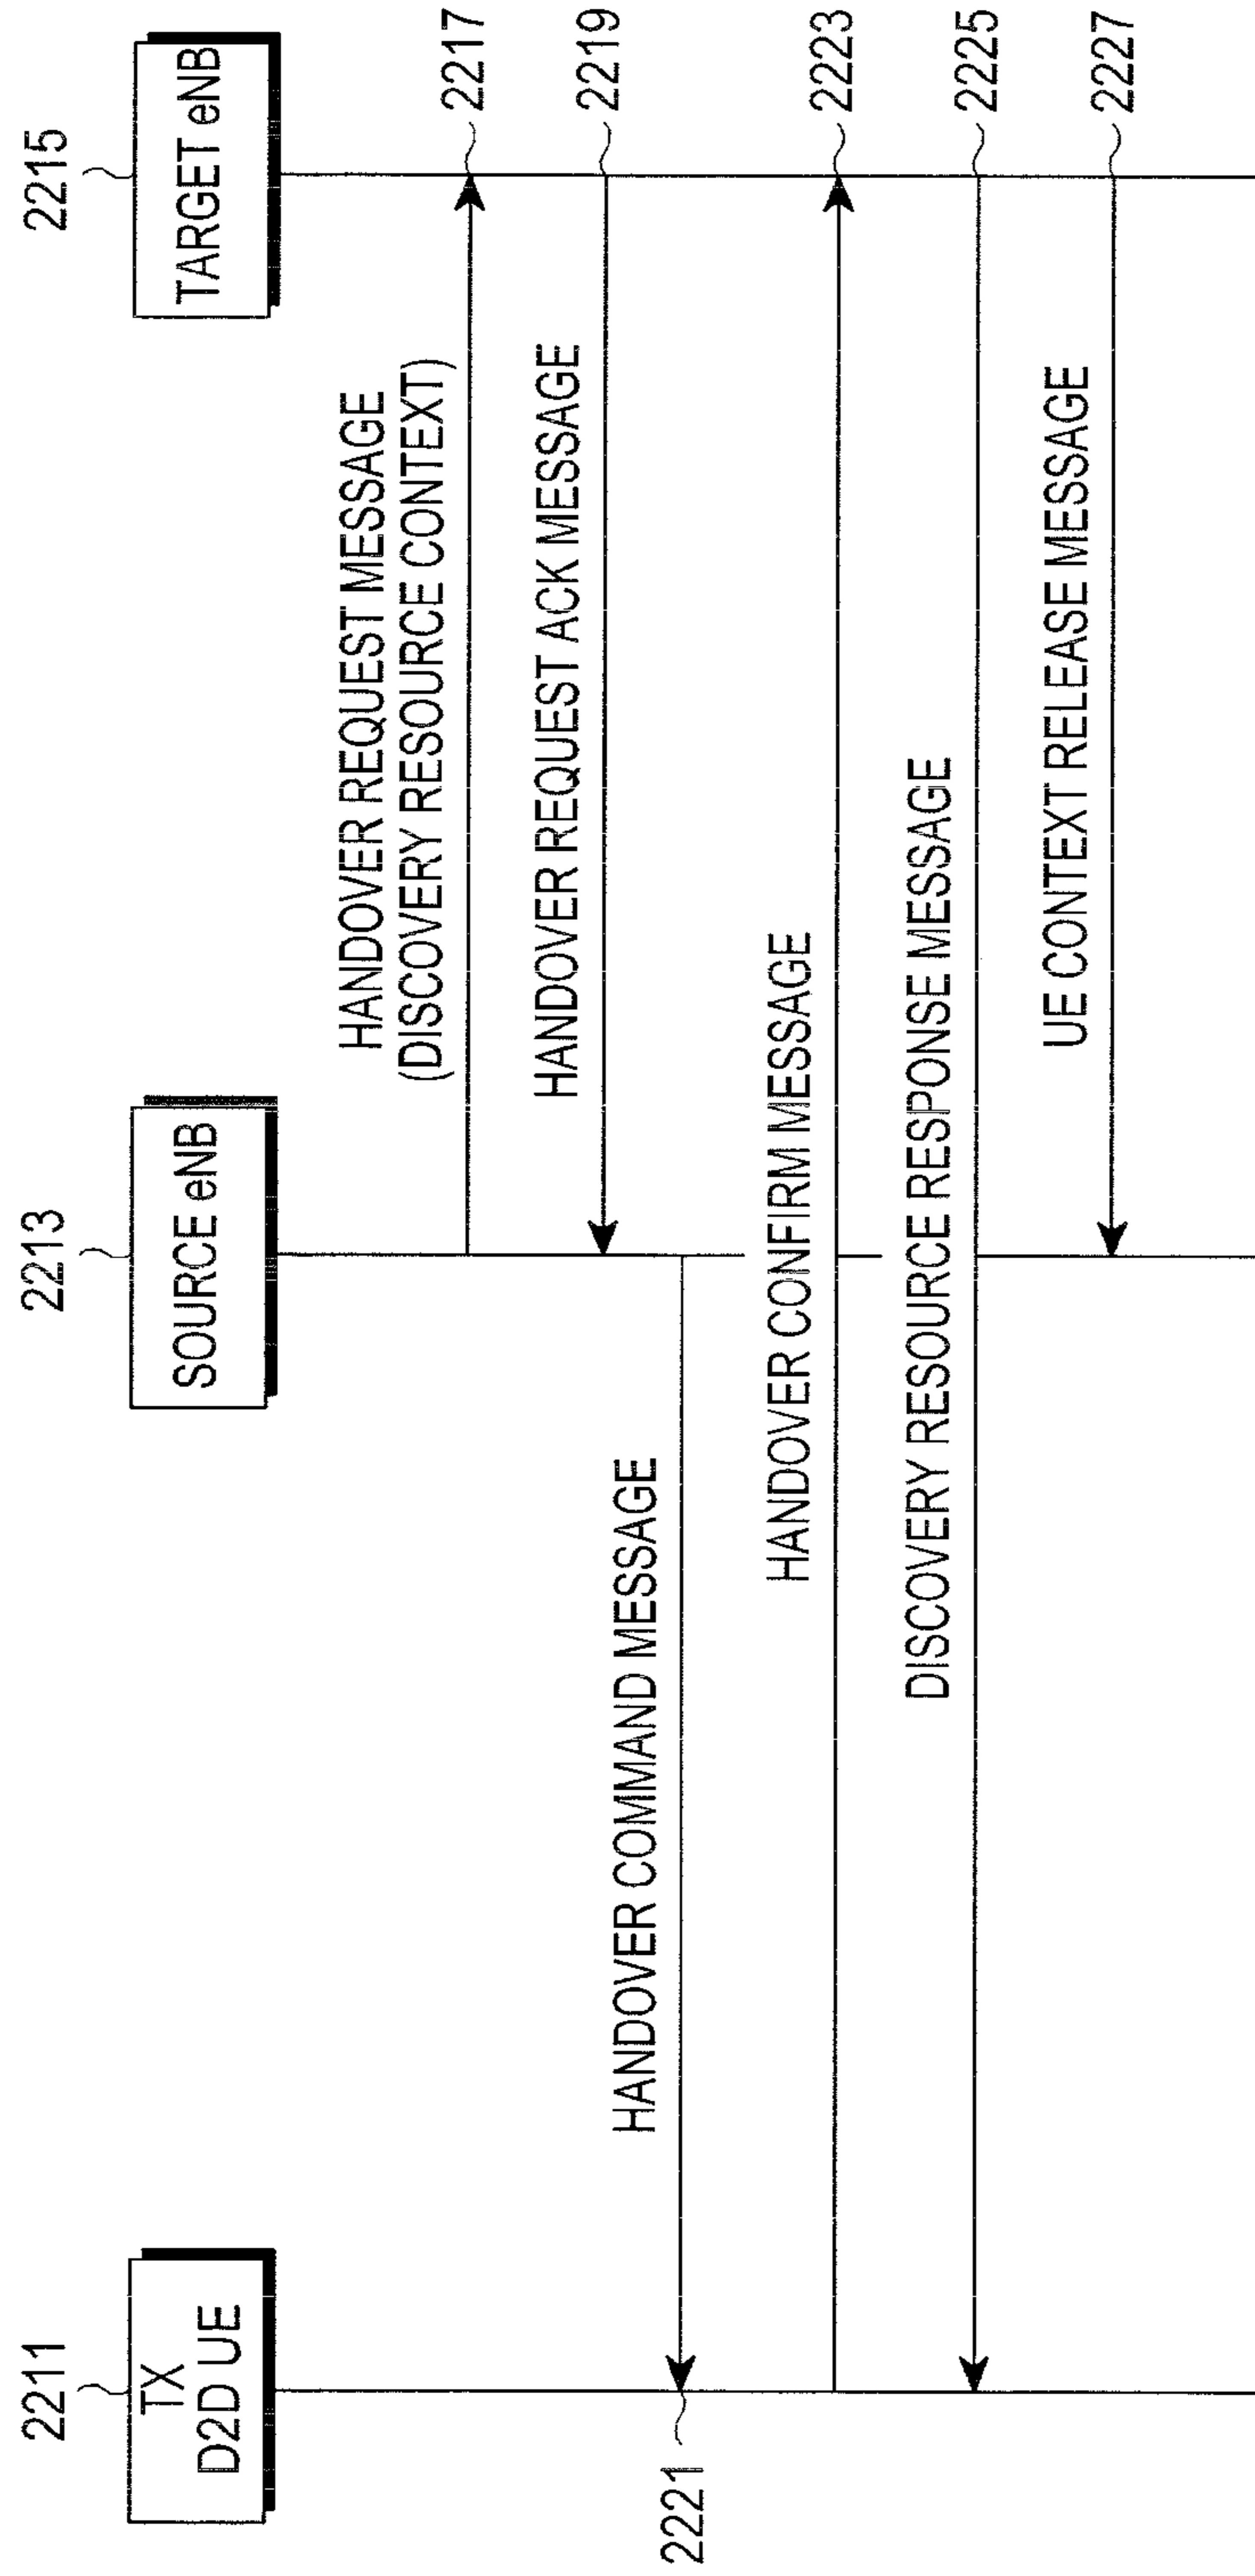 2211
TX
D2D UE
2213
SOURCE eNB
2215
TARGET eNB
HANDOVER REQUEST MESSAGE
(DISCOVERY RESOURCE CONTEXT)
2217
HANDOVER REQUEST ACK MESSAGE
2219
HANDOVER COMMAND MESSAGE
2221
HANDOVER CONFIRM MESSAGE
2223
DISCOVERY RESOURCE RESPONSE MESSAGE
2225
UE CONTEXT RELEASE MESSAGE
2227